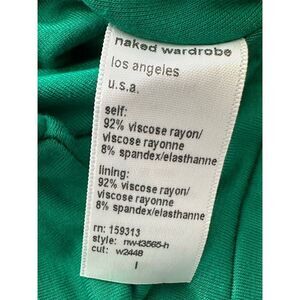 naked wardrobe
los angeles
u.s.a.
self:
92% viscose rayon/
viscose rayonne
8% spandex/elasthanne
lining:
92% viscose rayon/
viscose rayonne
8% spandex/elasthanne
rn: 159313
style: nw-t3565-h
cut: w2448
l